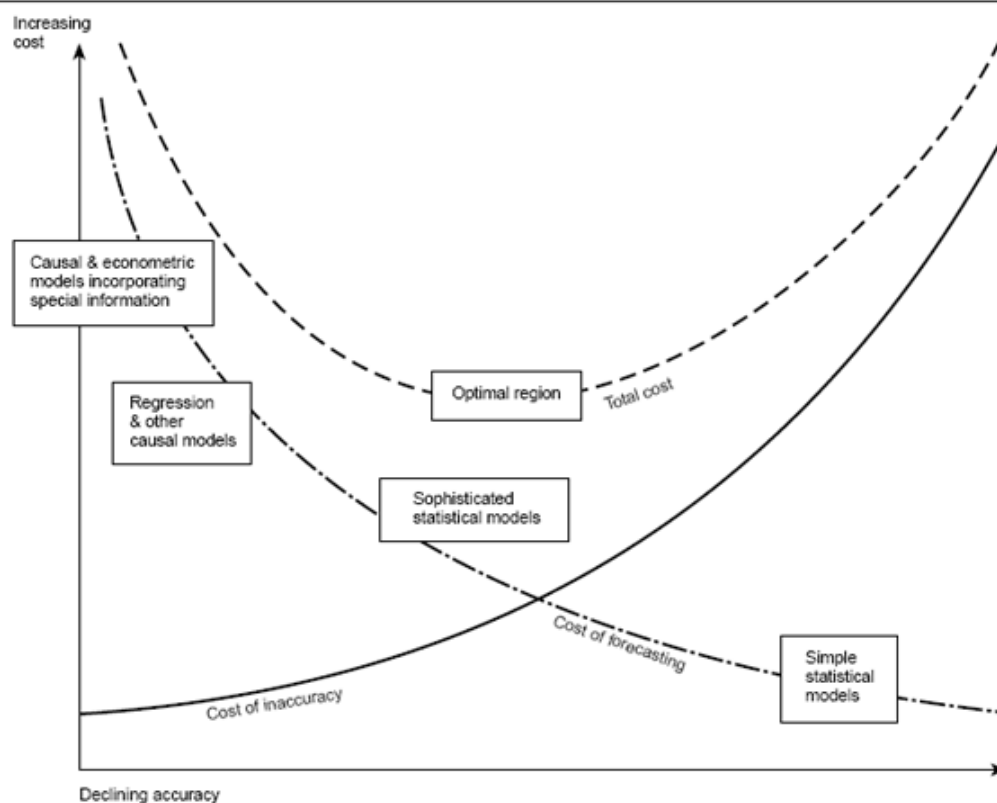 Increasing
cost
Causal & econometric
models incorporating
special information
Regression
& other
causal models
Optimal region
Total cost
Sophisticated
statistical models
Cost of forecasting
Simple
statistical
models
Cost of inaccuracy
Declining accuracy